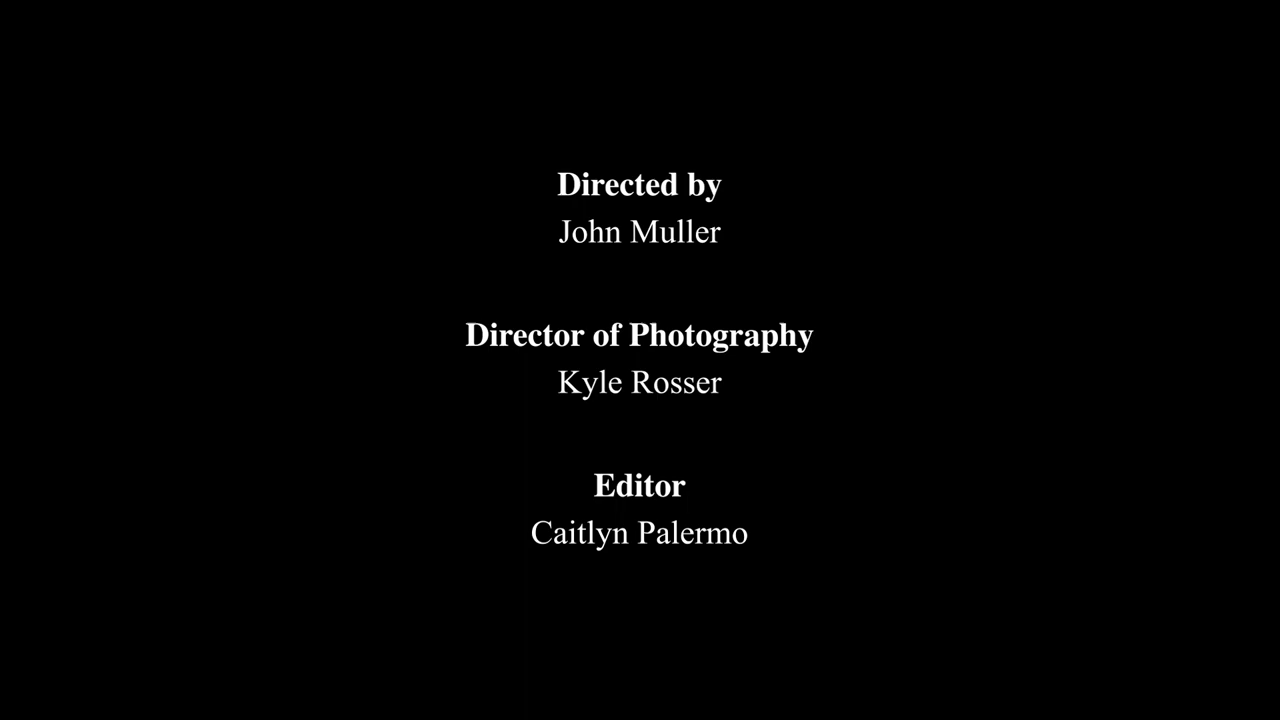 Directed by
John Muller
Director of Photography
Kyle Rosser
Editor
Caitlyn Palermo